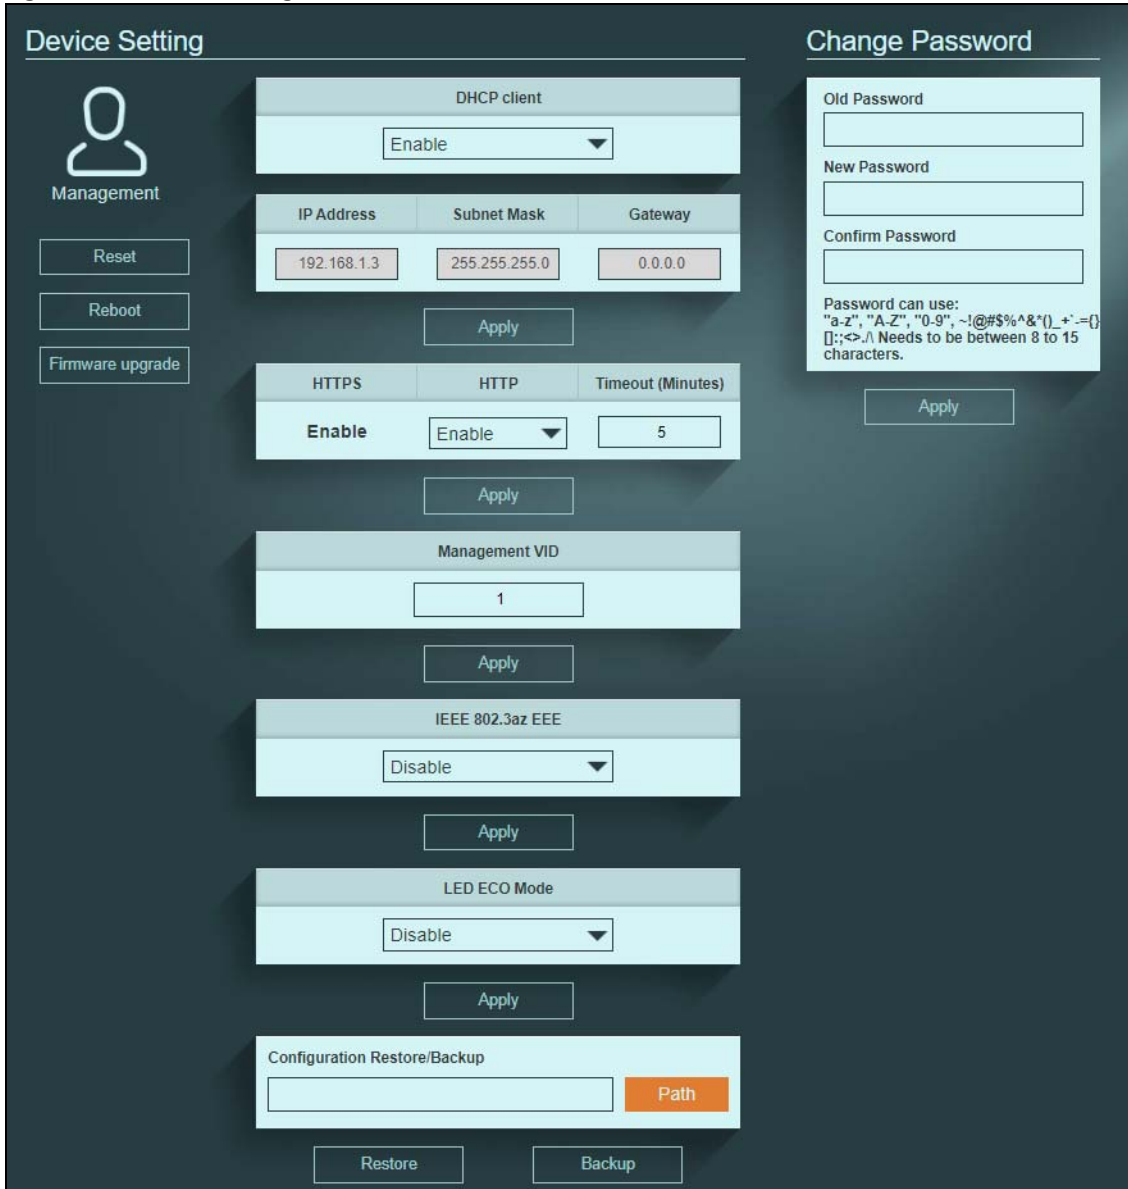 Device Setting
Management
Reset
Reboot
Firmware upgrade
DHCP client
Enable
IP Address Subnet Mask Gateway
192.168.1.3 255.255.255.0 0.0.0.0
Apply
HTTPS HTTP Timeout (Minutes)
Enable Enable 5
Apply
Management VID
1
Apply
IEEE 802.3az EEE
Disable
Apply
LED ECO Mode
Disable
Apply
Configuration Restore/Backup
Path
Restore Backup
Change Password
Old Password
New Password
Confirm Password
Password can use:
"a-z", "A-Z", "0-9", ~!@#$%^&*()_+`-={}
[]:;<>./\ Needs to be between 8 to 15
characters.
Apply